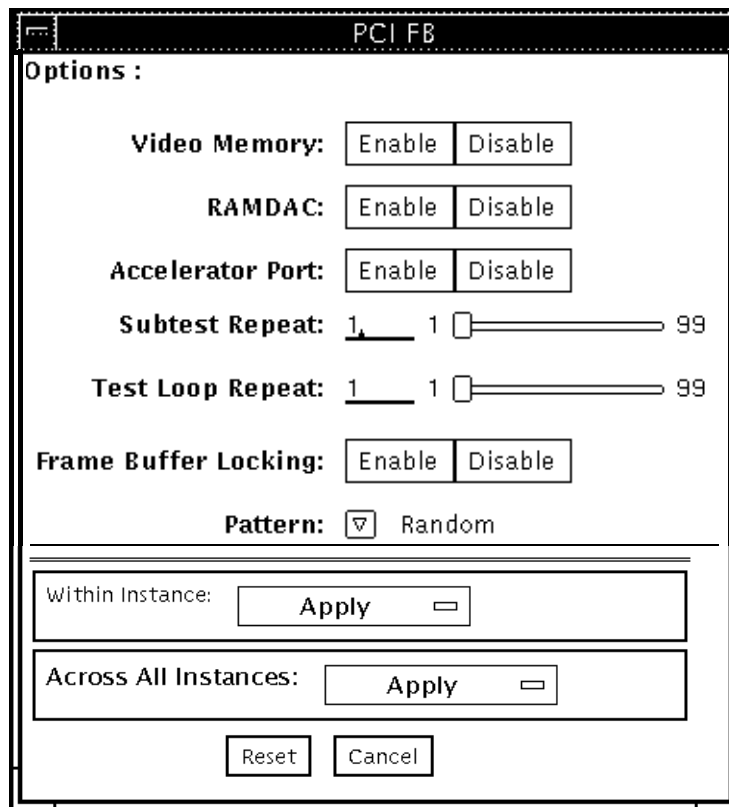 PCI FB
Options :
Video Memory: Enable Disable
RAMDAC: Enable Disable
Accelerator Port: Enable Disable
Subtest Repeat: 1 1 99
Test Loop Repeat: 1 1 99
Frame Buffer Locking: Enable Disable
Pattern: Random
Within Instance: Apply
Across All Instances: Apply
Reset Cancel